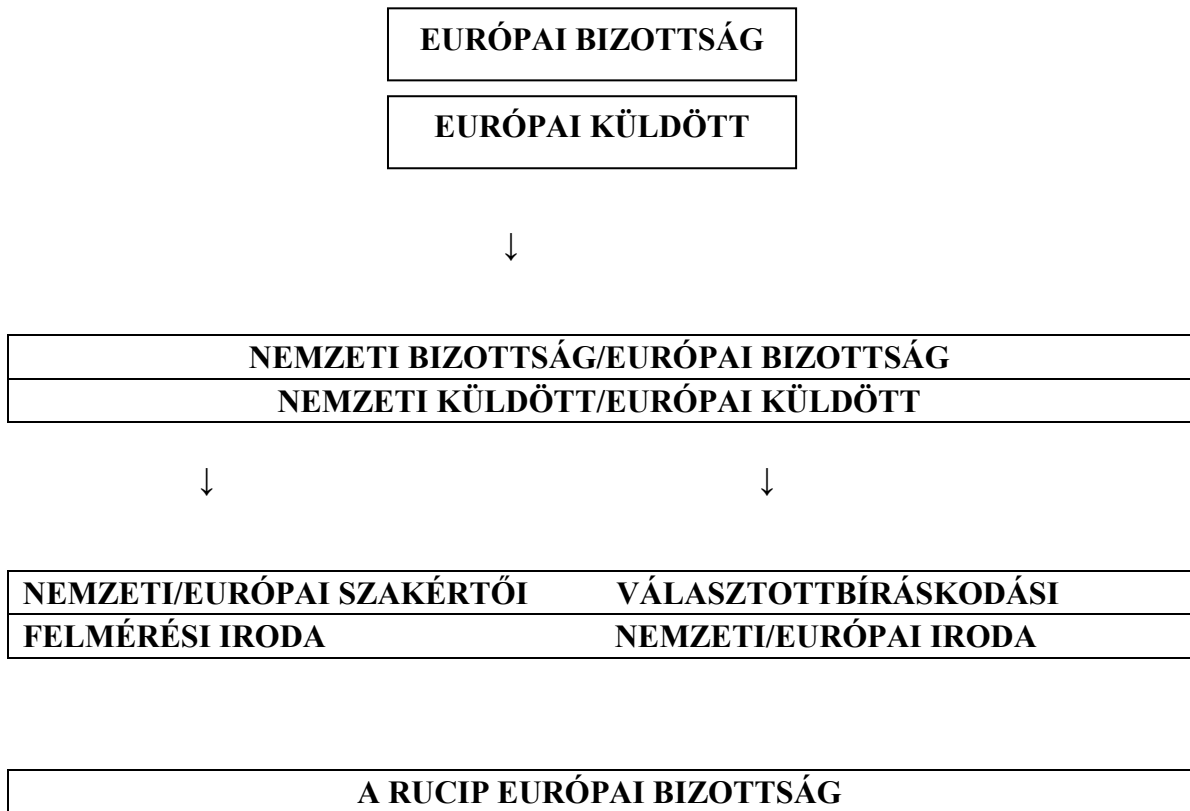 EURÓPAI BIZOTTSÁG
EURÓPAI KÜLDÖTT
↓
NEMZETI BIZOTTSÁG/EURÓPAI BIZOTTSÁG
NEMZETI KÜLDÖTT/EURÓPAI KÜLDÖTT
↓ ↓
NEMZETI/EURÓPAI SZAKÉRTŐI VÁLASZTOTTBÍRÁSKODÁSI
FELMÉRÉSI IRODA NEMZETI/EURÓPAI IRODA
A RUCIP EURÓPAI BIZOTTSÁG